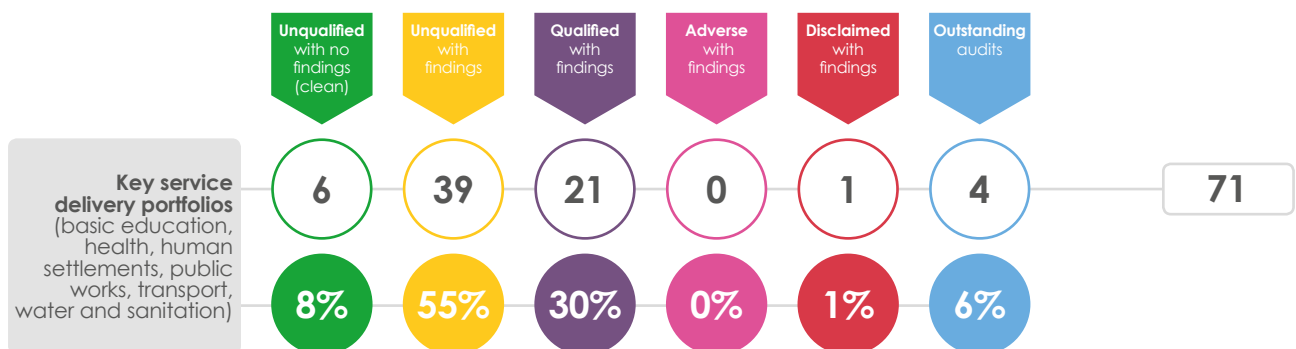 Unqualified
with no
findings
(clean)
Unqualified
with
findings
Qualified
with
findings
Adverse
with
findings
Disclaimed
with
findings
Outstanding
audits
Key service
delivery portfolios
(basic education,
health, human
settlements, public
works, transport,
water and sanitation)
6
39
21
0
1
4
71
8%
55%
30%
0%
1%
6%